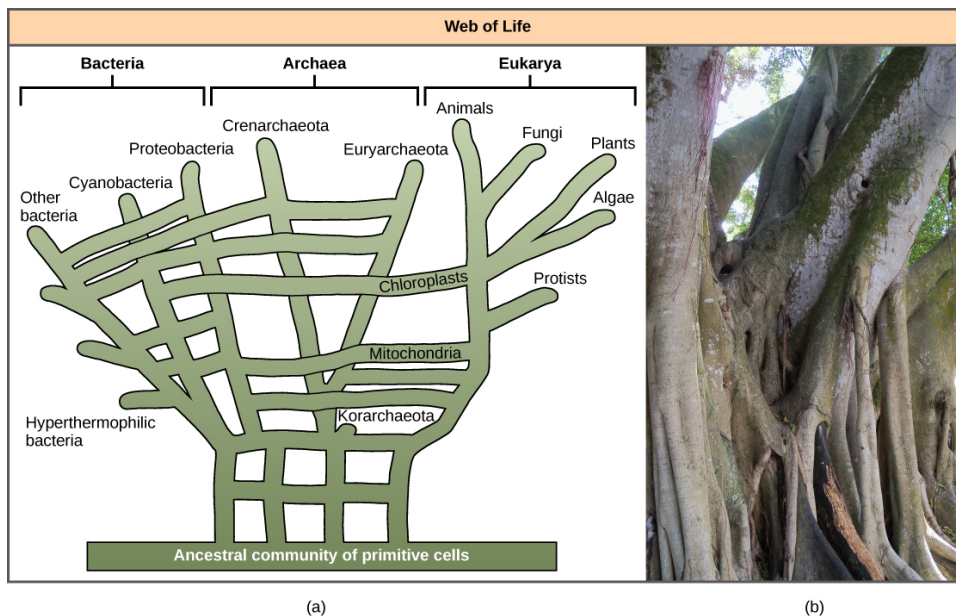 Web of Life
Bacteria
Archaea
Eukarya
Animals
Crenarchaeota
Fungi
Proteobacteria
Euryarchaeota
Plants
Cyanobacteria
Other
bacteria
Algae
Chloroplasts
Protists
Mitochondria
Korarchaeota
Hyperthermophilic
bacteria
Ancestral community of primitive cells
(a)
(b)